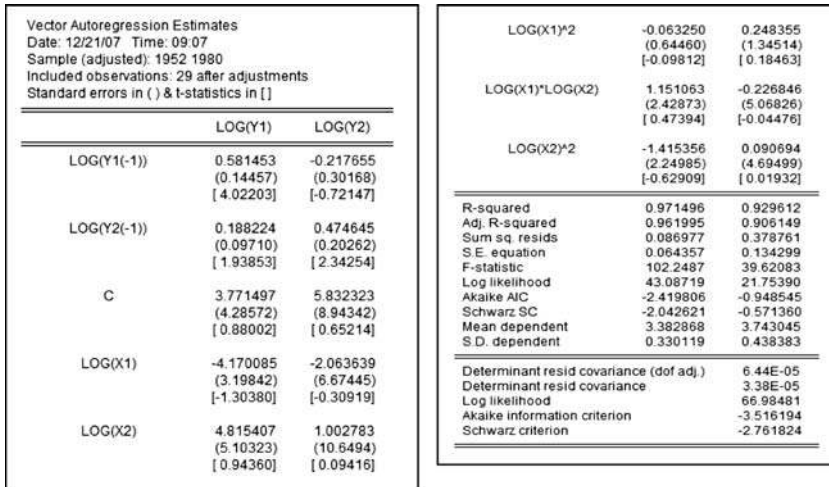 Vector Autoregression Estimates
Date: 12/21/07 Time: 09:07
Sample (adjusted): 1952 1980
Included observations: 29 after adjustments
Standard errors in ( ) & t-statistics in [ ]
LOG(Y1) LOG(Y2)
LOG(Y1(-1)) 0.581453 -0.217655
(0.14457) (0.30168)
[ 4.02203] [-0.72147]
LOG(Y2(-1)) 0.188224 0.474645
(0.09710) (0.20262)
[ 1.93853] [ 2.34254]
C 3.771497 5.832323
(4.28572) (8.94342)
[ 0.88002] [ 0.65214]
LOG(X1) -4.170085 -2.063639
(3.19842) (6.67445)
[-1.30380] [-0.30919]
LOG(X2) 4.815407 1.002783
(5.10323) (10.6494)
[ 0.94360] [ 0.09416]
LOG(X1)^2 -0.063250 0.248355
(0.64460) (1.34514)
[-0.09812] [ 0.18463]
LOG(X1)*LOG(X2) 1.151063 -0.226846
(2.42873) (5.06826)
[ 0.47394] [-0.04476]
LOG(X2)^2 -1.415356 0.090694
(2.24985) (4.69499)
[-0.62909] [ 0.01932]
R-squared 0.971496 0.929612
Adj. R-squared 0.961995 0.906149
Sum sq. resids 0.086977 0.378761
S.E. equation 0.064357 0.134299
F-statistic 102.2487 39.62083
Log likelihood 43.08719 21.75390
Akaike AIC -2.419806 -0.948545
Schwarz SC -2.042621 -0.571360
Mean dependent 3.382868 3.743045
S.D. dependent 0.330119 0.438383
Determinant resid covariance (dof adj.) 6.44E-05
Determinant resid covariance 3.38E-05
Log likelihood 66.98481
Akaike information criterion -3.516194
Schwarz criterion -2.761824